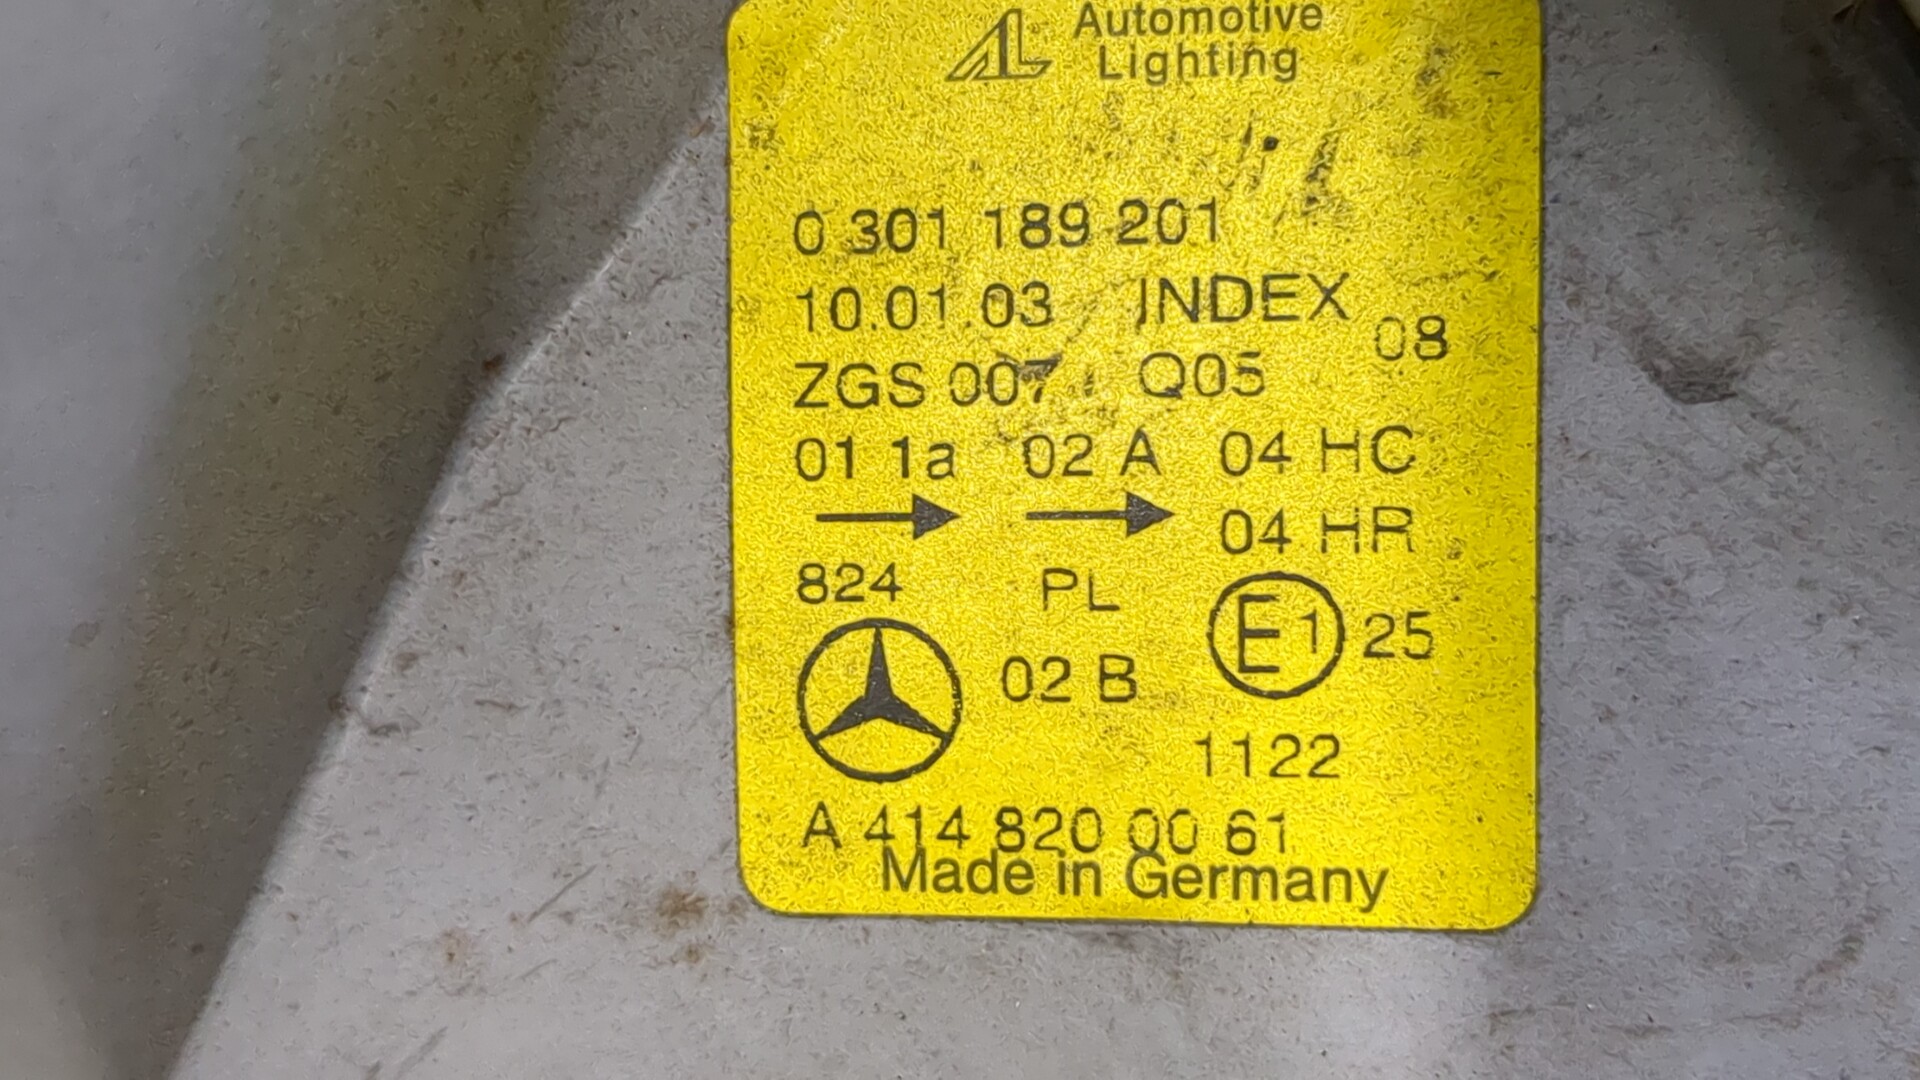 AL Automotive
Lighting
0 301 189 201
10.01.03 INDEX 08
ZGS 007 Q05
01 1a 02 A 04 HC
04 HR
824 PL
E1 25
02 B
1122
A 414 820 00 61
Made in Germany